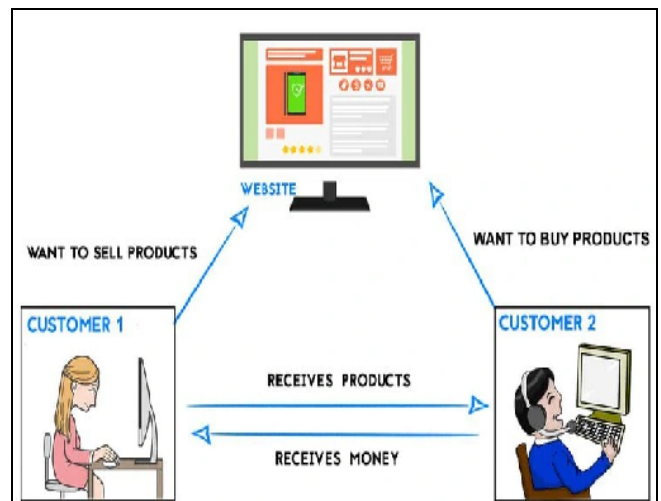 WEBSITE
WANT TO SELL PRODUCTS
WANT TO BUY PRODUCTS
CUSTOMER 1
CUSTOMER 2
RECEIVES PRODUCTS
RECEIVES MONEY